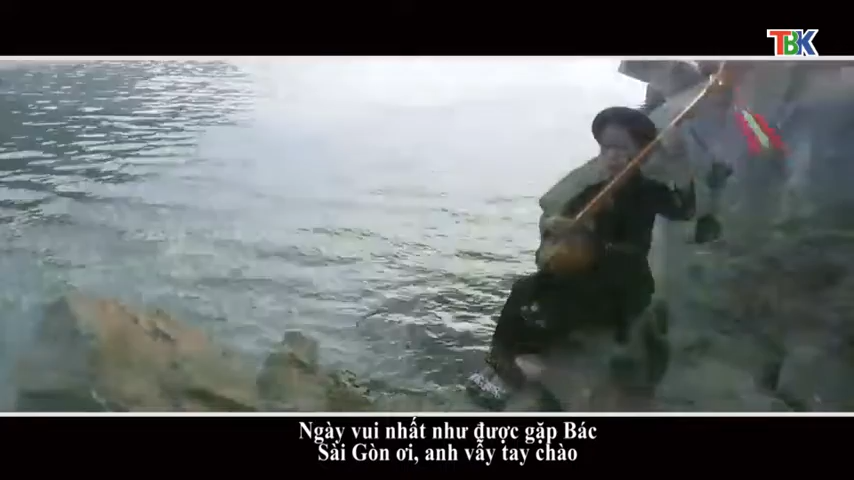 TBK
Ngày vui nhất như được gặp Bác
Sài Gòn ơi, anh vẫy tay chào